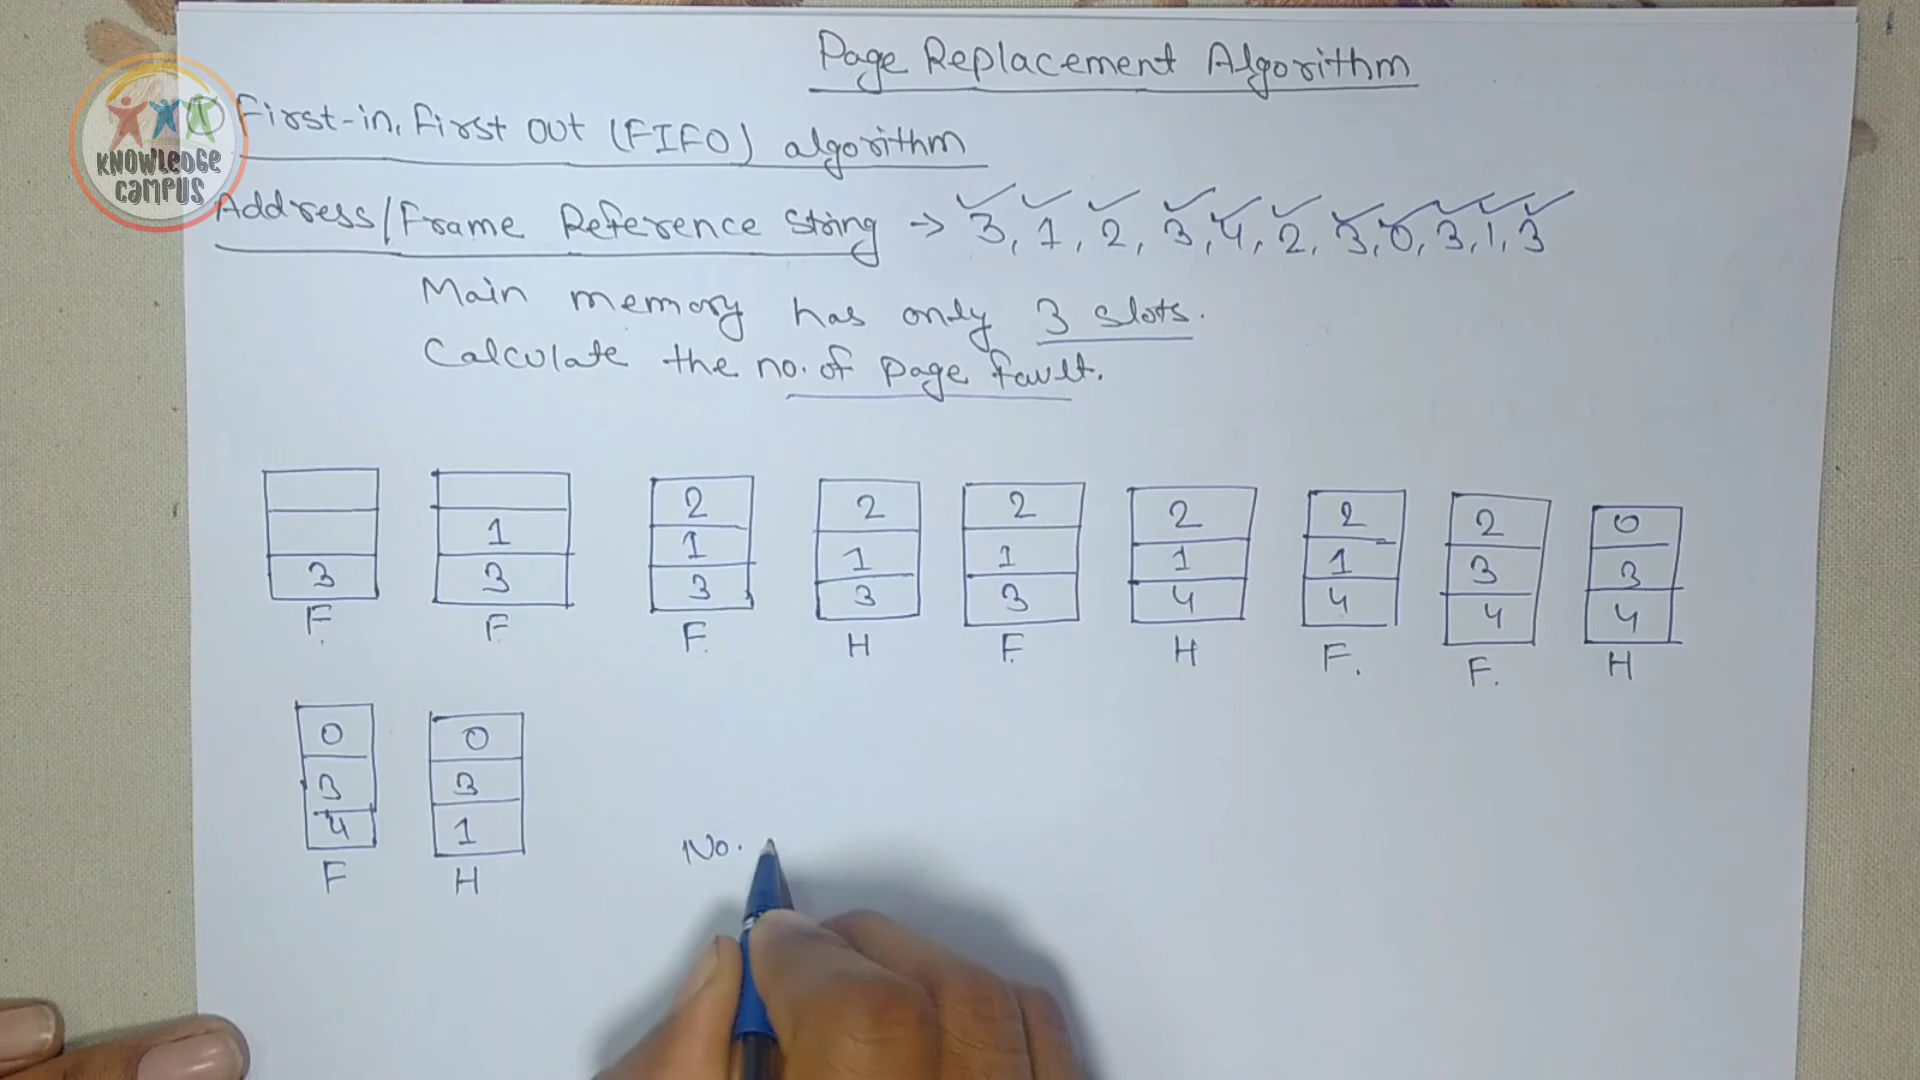 Page Replacement Algorithm
KNOWLEDGE
CAMPUS
① First-in, First Out (FIFO) algorithm
Address/Frame Reference String → 3, 1, 2, 3, 4, 2, 3, 0, 3, 1, 3
Main memory has only 3 slots.
Calculate the no. of page fault.
3
F.
1
3
F
2
1
3
F.
2
1
3
H
2
1
3
F.
2
1
4
H
2
1
4
F.
2
3
4
F.
0
3
4
H
0
3
4
F
0
3
1
H
No.